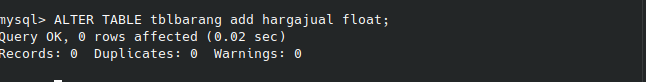 mysql> ALTER TABLE tblbarang add hargajual float;
Query OK, 0 rows affected (0.02 sec)
Records: 0  Duplicates: 0  Warnings: 0